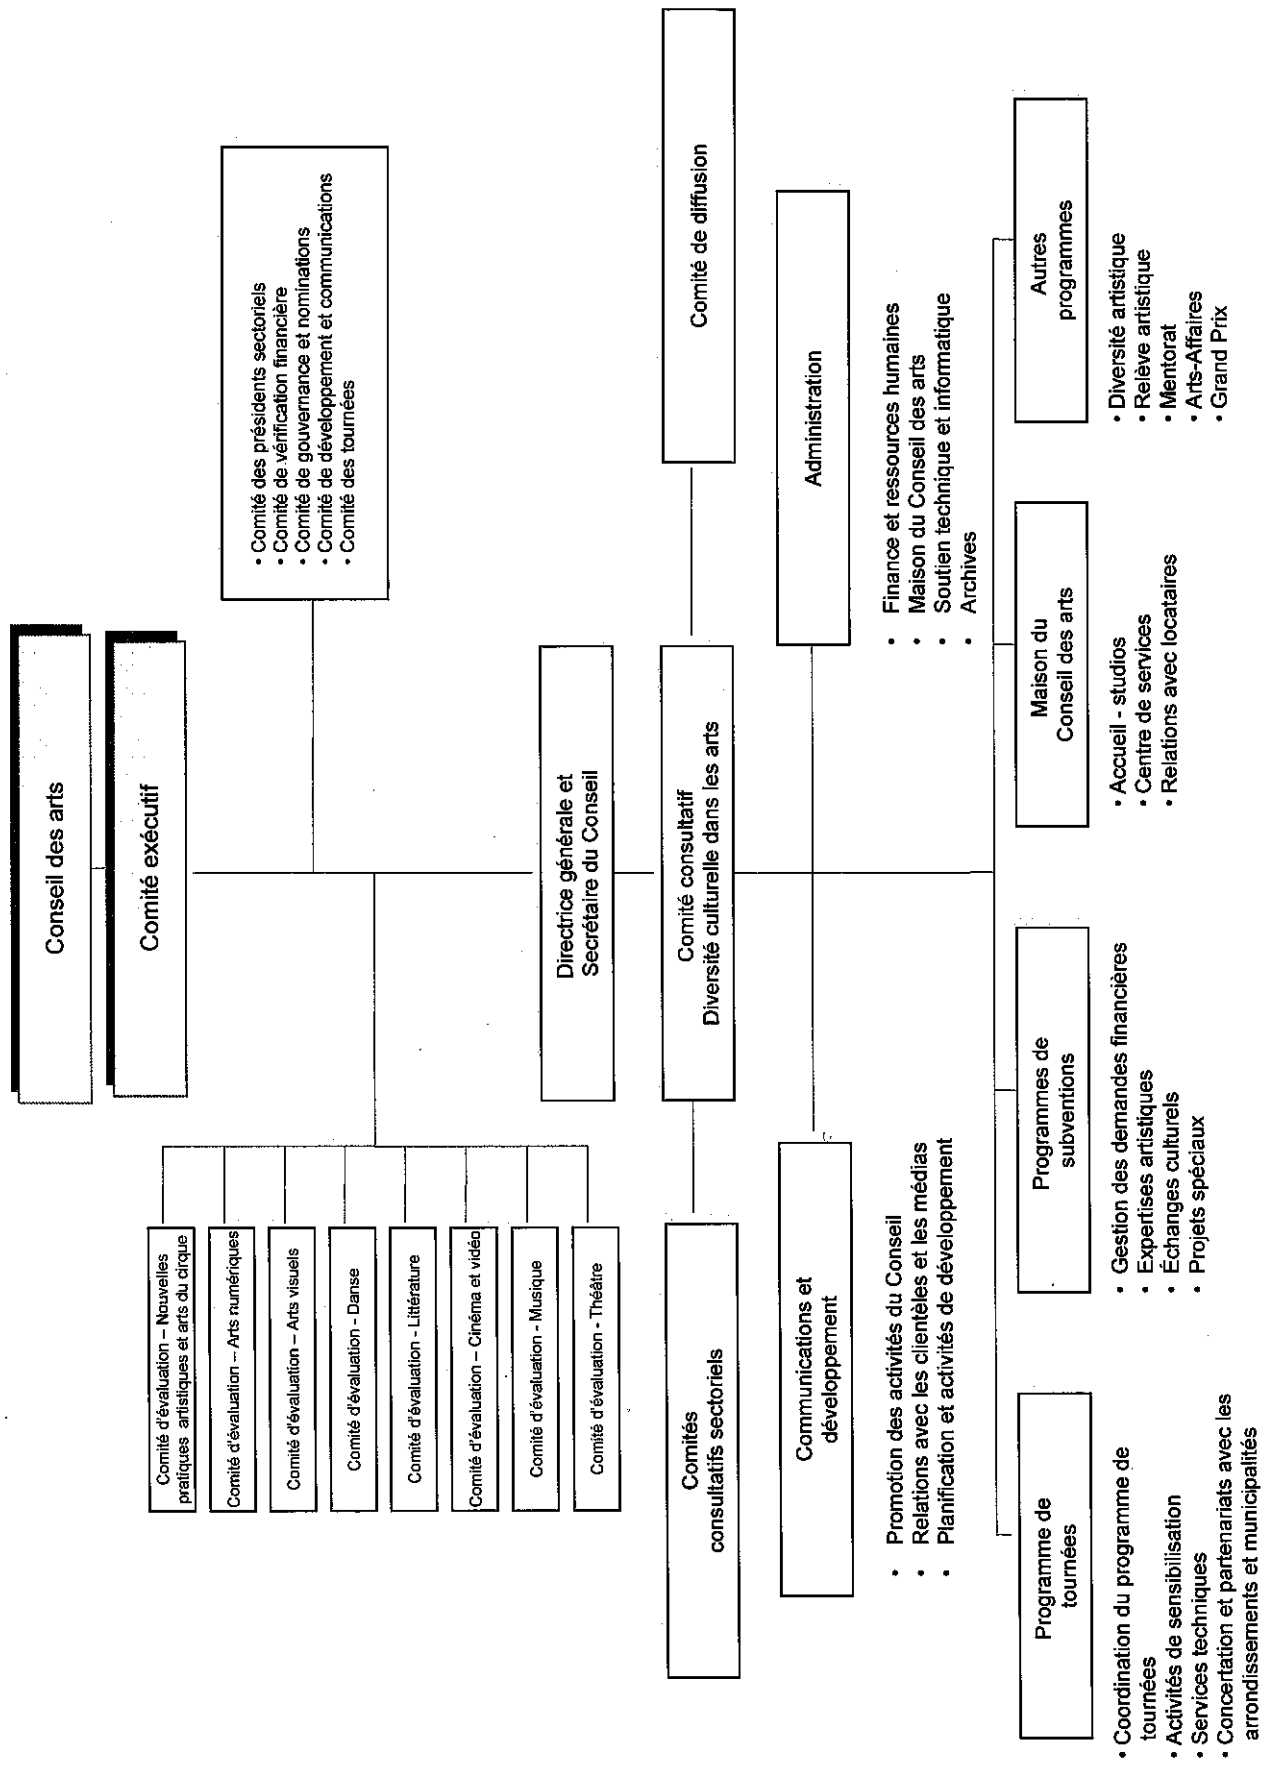 Conseil des arts
Comité exécutif
• Comité des présidents sectoriels
• Comité de vérification financière
• Comité de gouvernance et nominations
• Comité de développement et communications
• Comité des tournées
Comité d'évaluation – Nouvelles
pratiques artistiques et arts du cirque
Comité d'évaluation – Arts numériques
Comité d'évaluation – Arts visuels
Comité d'évaluation - Danse
Comité d'évaluation - Littérature
Comité d'évaluation – Cinéma et vidéo
Comité d'évaluation - Musique
Comité d'évaluation - Théâtre
Directrice générale et
Secrétaire du Conseil
Comités
consultatifs sectoriels
Comité consultatif
Diversité culturelle dans les arts
Comité de diffusion
Communications et
développement
• Promotion des activités du Conseil
• Relations avec les clientèles et les médias
• Planification et activités de développement
Administration
• Finance et ressources humaines
• Maison du Conseil des arts
• Soutien technique et informatique
• Archives
Programme de
tournées
• Coordination du programme de
tournées
• Activités de sensibilisation
• Services techniques
• Concertation et partenariats avec les
arrondissements et municipalités
Programmes de
subventions
• Gestion des demandes financières
• Expertises artistiques
• Échanges culturels
• Projets spéciaux
Maison du
Conseil des arts
• Accueil - studios
• Centre de services
• Relations avec locataires
Autres
programmes
• Diversité artistique
• Relève artistique
• Mentorat
• Arts-Affaires
• Grand Prix